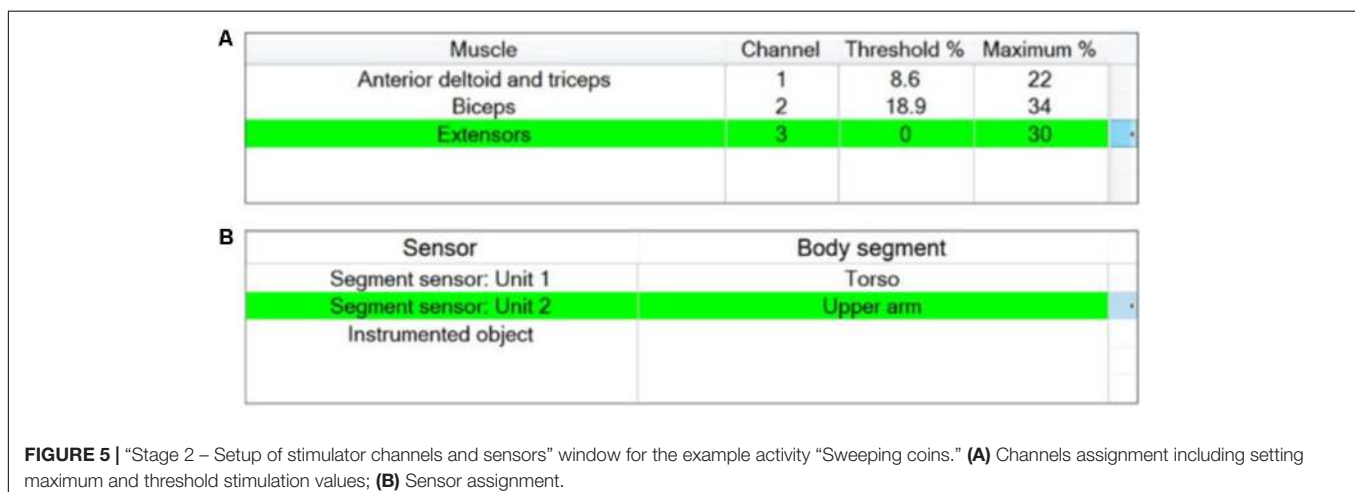 A
Muscle Channel Threshold % Maximum %
Anterior deltoid and triceps 1 8.6 22
Biceps 2 18.9 34
Extensors 3 0 30
B
Sensor Body segment
Segment sensor: Unit 1 Torso
Segment sensor: Unit 2 Upper arm
Instrumented object
FIGURE 5 | “Stage 2 – Setup of stimulator channels and sensors” window for the example activity “Sweeping coins.” (A) Channels assignment including setting
maximum and threshold stimulation values; (B) Sensor assignment.